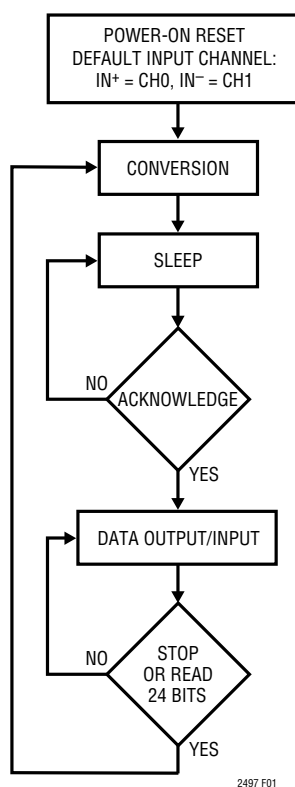 POWER-ON RESET
DEFAULT INPUT CHANNEL:
IN+ = CH0, IN– = CH1
CONVERSION
SLEEP
NO
ACKNOWLEDGE
YES
DATA OUTPUT/INPUT
NO
STOP
OR READ
24 BITS
YES
2497 F01